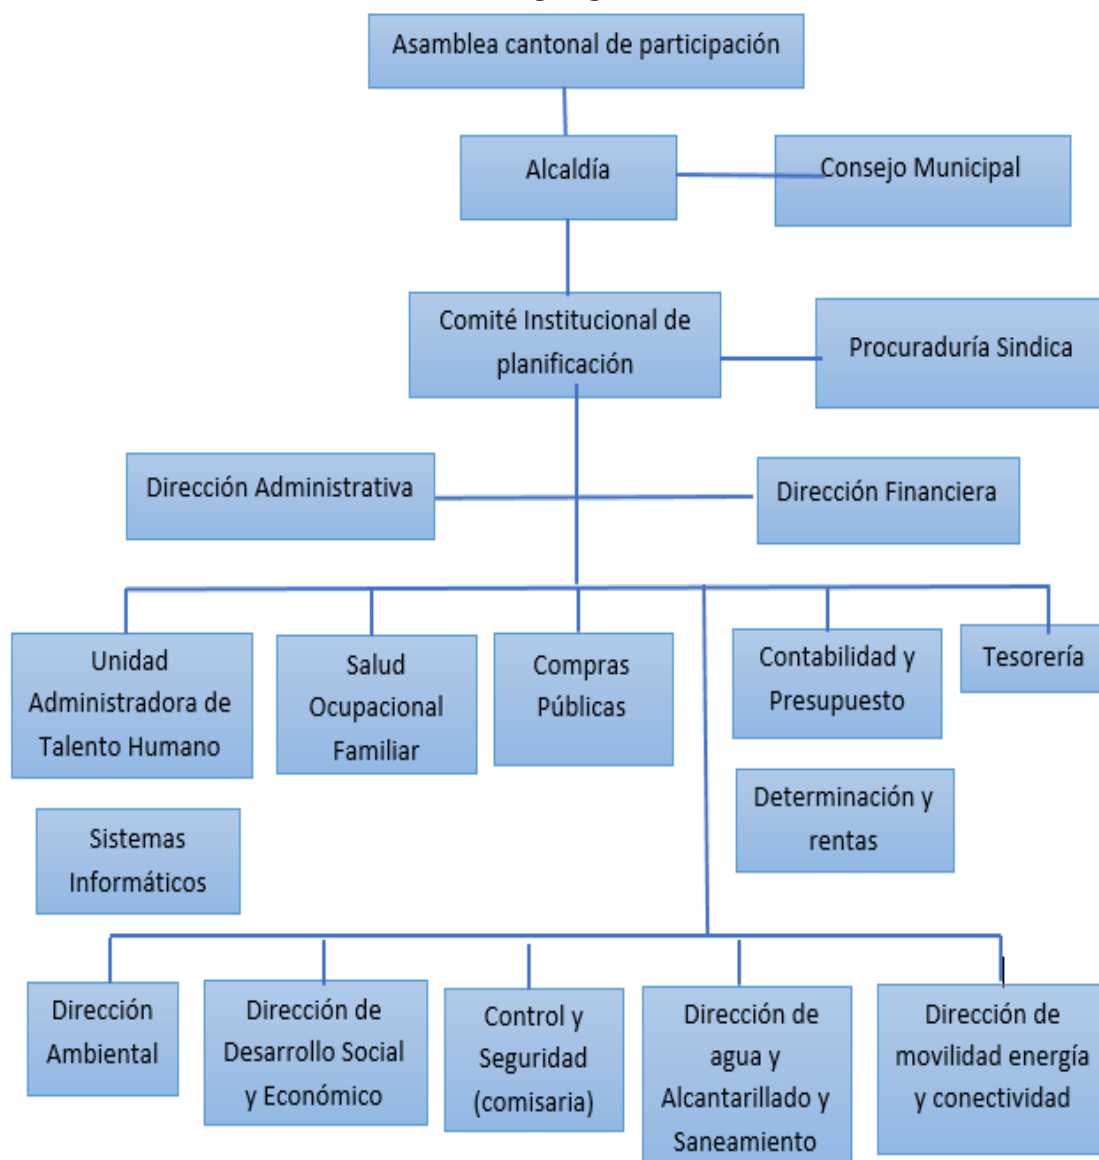 Asamblea cantonal de participación
Alcaldía
Consejo Municipal
Comité Institucional de
planificación
Procuraduría Sindica
Dirección Administrativa
Dirección Financiera
Unidad
Administradora de
Talento Humano
Salud
Ocupacional
Familiar
Compras
Públicas
Contabilidad y
Presupuesto
Tesorería
Determinación y
rentas
Sistemas
Informáticos
Dirección
Ambiental
Dirección de
Desarrollo Social
y Económico
Control y
Seguridad
(comisaria)
Dirección de
agua y
Alcantarillado y
Saneamiento
Dirección de
movilidad energía
y conectividad